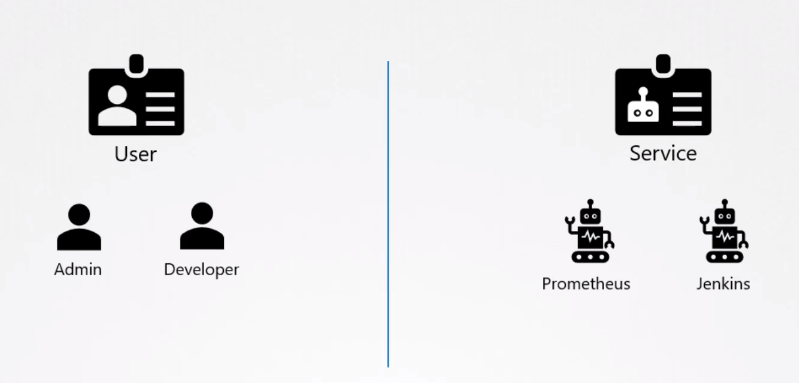 User
Service
Admin
Developer
Prometheus
Jenkins